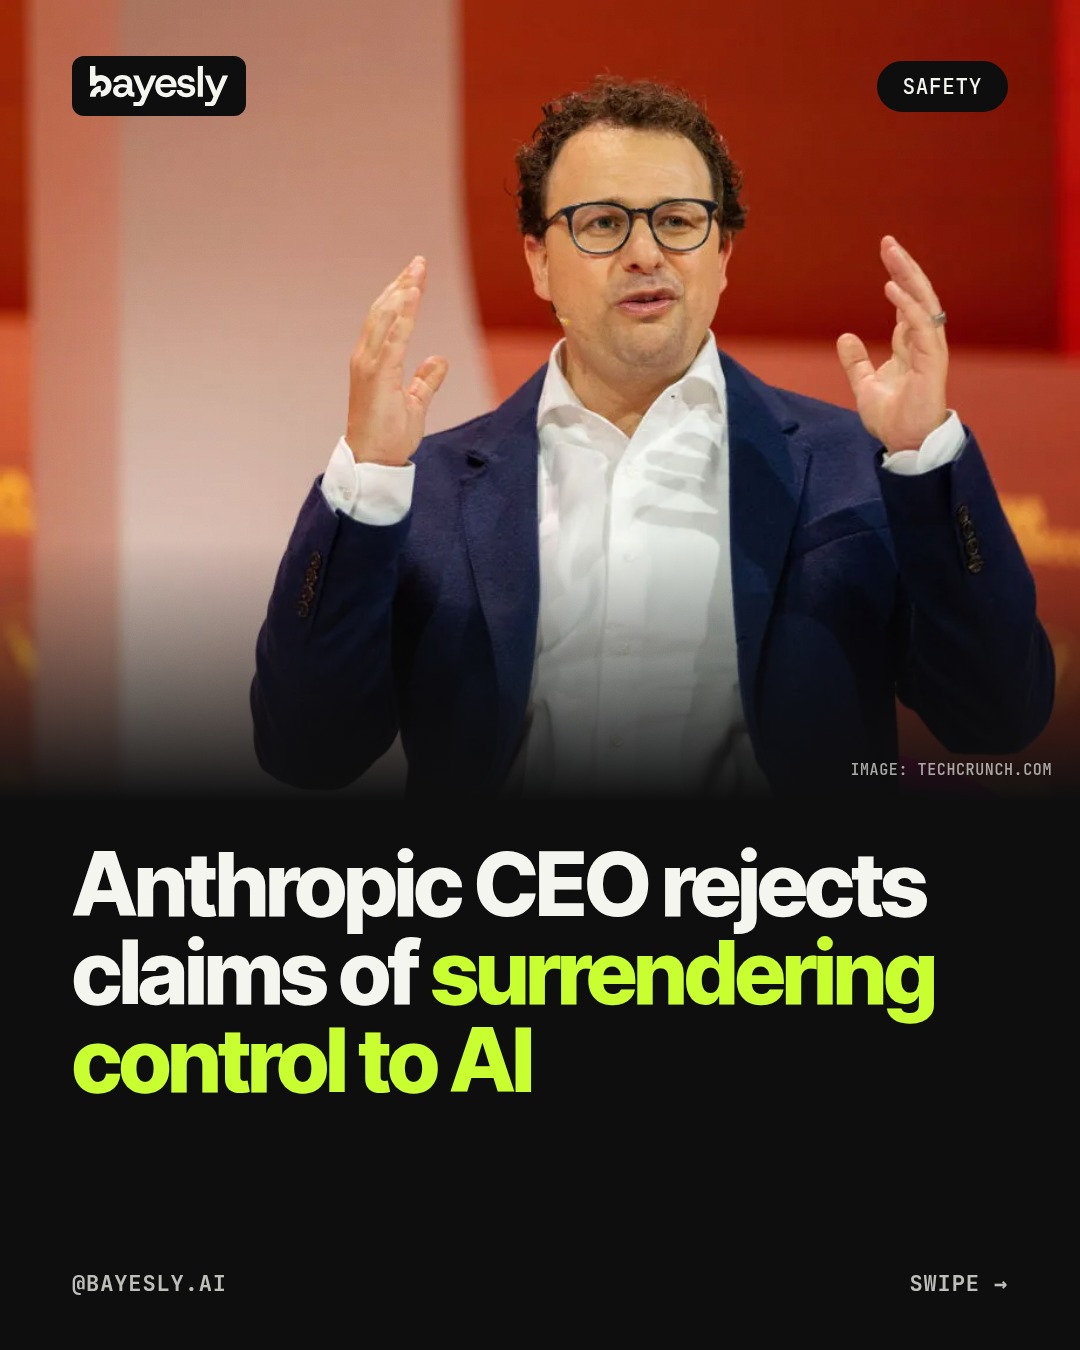 bayesly
SAFETY
IMAGE: TECHCRUNCH.COM
Anthropic CEO rejects
claims of surrendering
control to AI
@BAYESLY.AI
SWIPE →